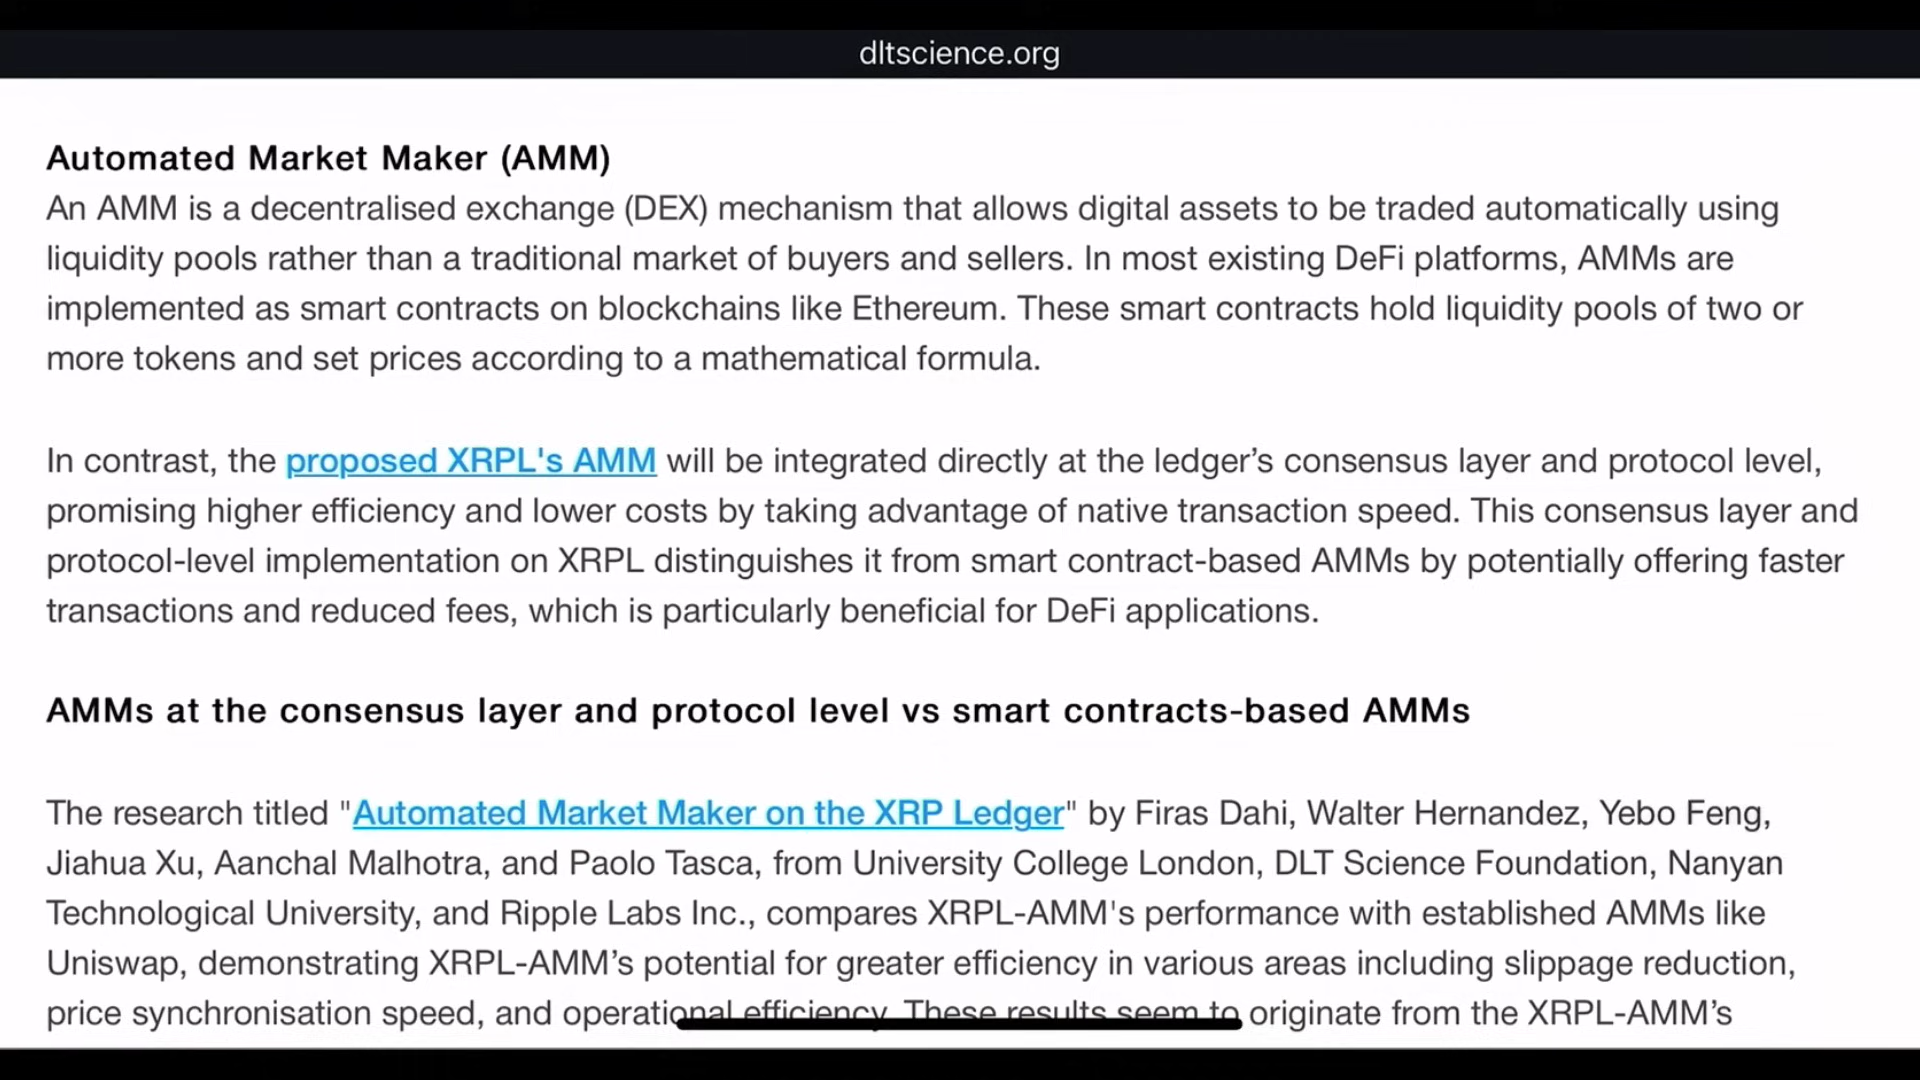 dltscience.org
Automated Market Maker (AMM)
An AMM is a decentralised exchange (DEX) mechanism that allows digital assets to be traded automatically using
liquidity pools rather than a traditional market of buyers and sellers. In most existing DeFi platforms, AMMs are
implemented as smart contracts on blockchains like Ethereum. These smart contracts hold liquidity pools of two or
more tokens and set prices according to a mathematical formula.
In contrast, the proposed XRPL's AMM will be integrated directly at the ledger’s consensus layer and protocol level,
promising higher efficiency and lower costs by taking advantage of native transaction speed. This consensus layer and
protocol-level implementation on XRPL distinguishes it from smart contract-based AMMs by potentially offering faster
transactions and reduced fees, which is particularly beneficial for DeFi applications.
AMMs at the consensus layer and protocol level vs smart contracts-based AMMs
The research titled "Automated Market Maker on the XRP Ledger" by Firas Dahi, Walter Hernandez, Yebo Feng,
Jiahua Xu, Aanchal Malhotra, and Paolo Tasca, from University College London, DLT Science Foundation, Nanyan
Technological University, and Ripple Labs Inc., compares XRPL-AMM's performance with established AMMs like
Uniswap, demonstrating XRPL-AMM’s potential for greater efficiency in various areas including slippage reduction,
price synchronisation speed, and operational efficiency. These results seem to originate from the XRPL-AMM’s